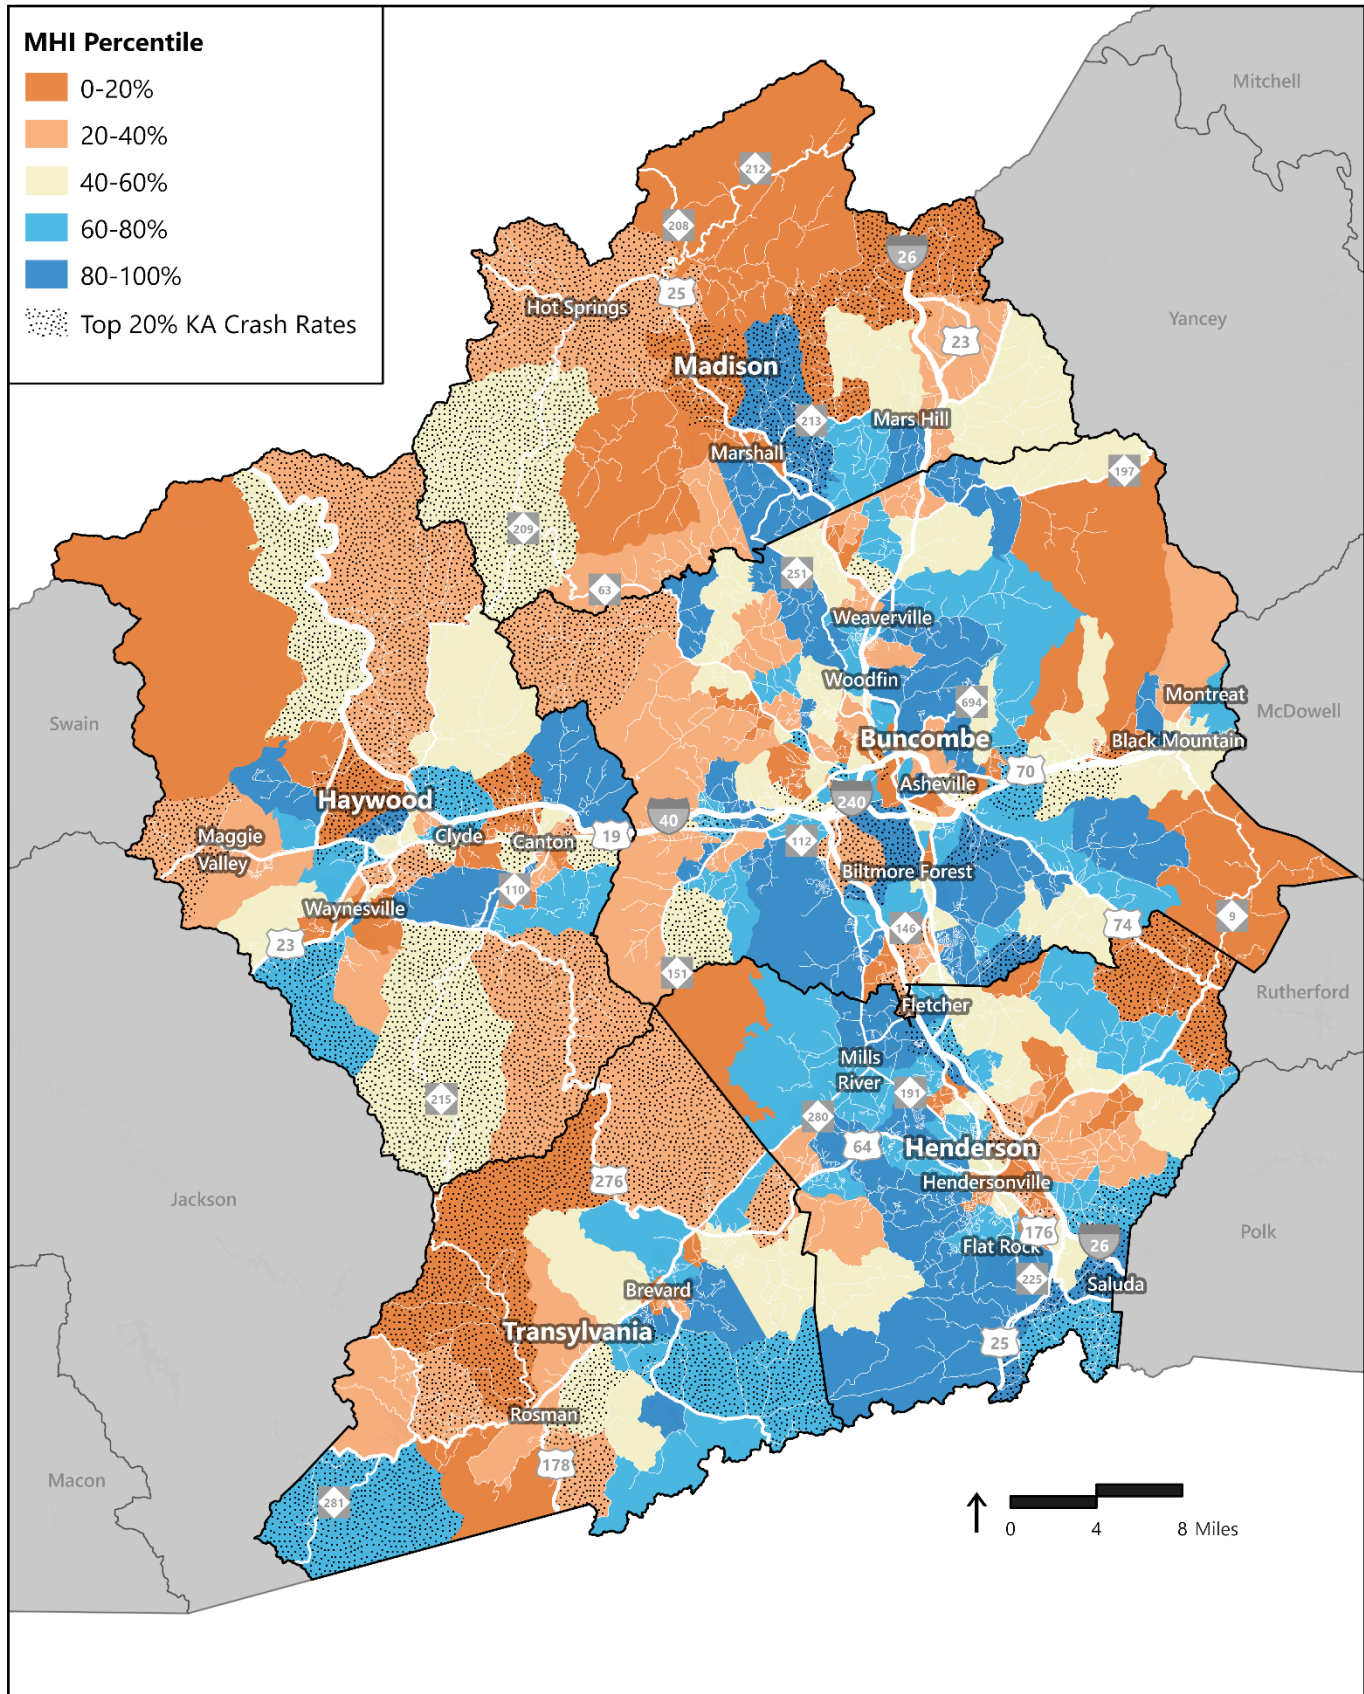 MHI Percentile
0-20%
20-40%
40-60%
60-80%
80-100%
Top 20% KA Crash Rates
Mitchell
212
208
26
25
Hot Springs
Yancey
23
Madison
213
Mars Hill
Marshall
197
209
251
63
Weaverville
Woodfin
Montreat
694
McDowell
Swain
Buncombe
Black Mountain
70
Asheville
Haywood
240
40
Maggie
Valley
Clyde
Canton
19
112
Biltmore Forest
110
Waynesville
9
74
146
23
151
Rutherford
Fletcher
Mills
River
215
191
280
64
Henderson
276
Hendersonville
Jackson
176
Polk
Flat Rock
26
225
Saluda
Brevard
Transylvania
25
Rosman
178
Macon
281
0 4 8 Miles